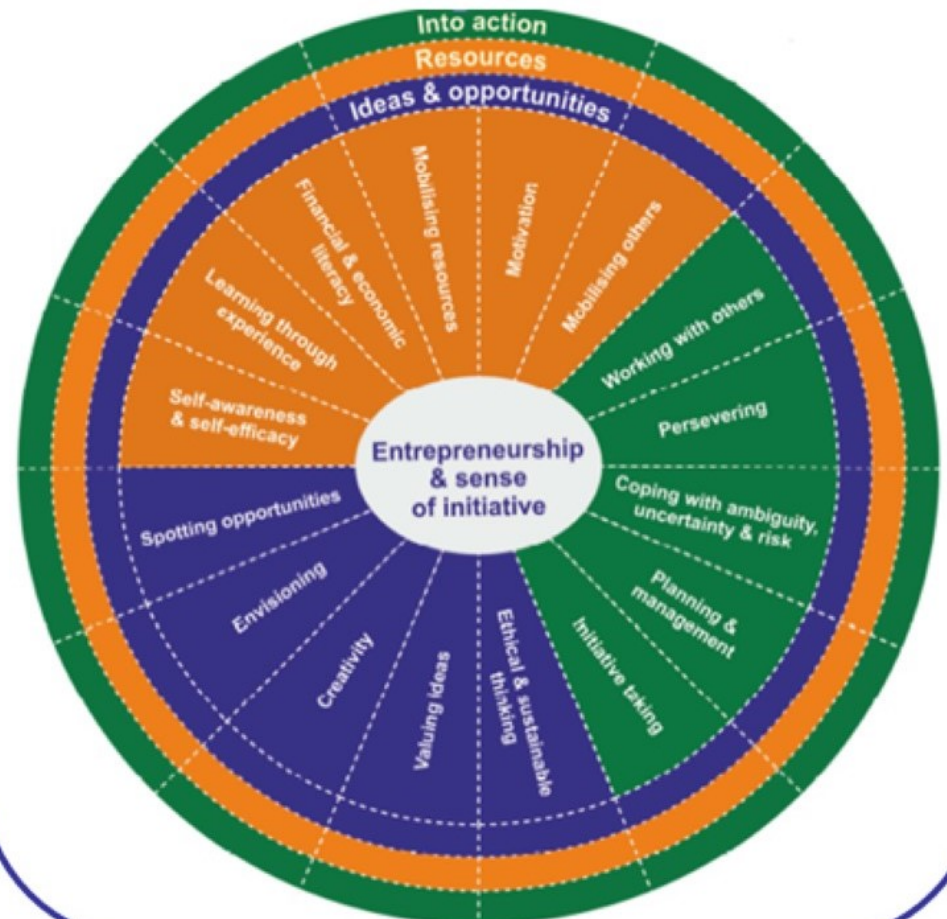 Into action
Resources
Ideas & opportunities
Mobilising resources
Motivation
Mobilising others
Financial & economic
literacy
Learning through
experience
Self-awareness
& self-efficacy
Working with others
Persevering
Coping with ambiguity,
uncertainty & risk
Planning &
management
Initiative taking
Entrepreneurship
& sense
of initiative
Spotting opportunities
Envisioning
Creativity
Valuing ideas
Ethical & sustainable
thinking